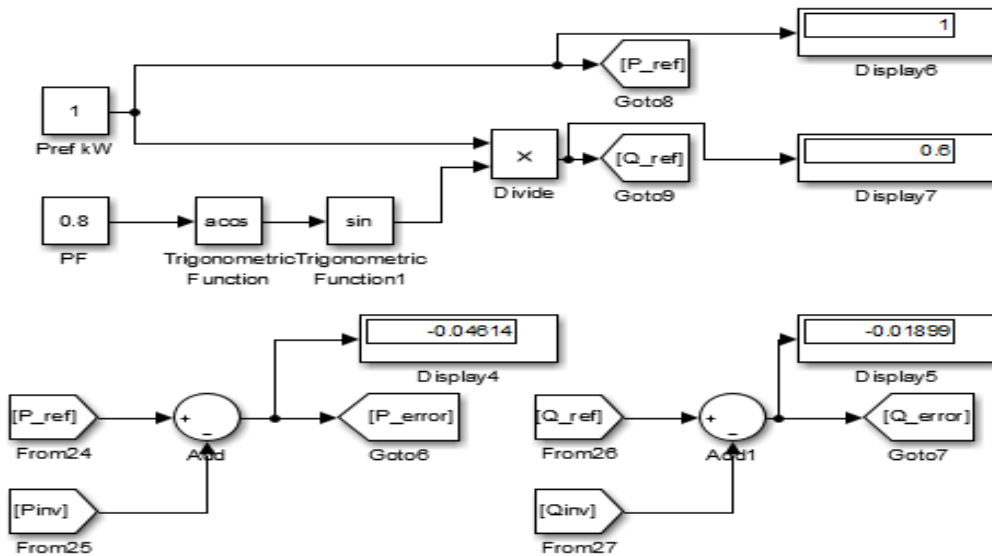 1
[P_ref]
Display6
Goto8
1
Pref kW
×
[Q_ref]
0.6
Divide
Goto9
Display7
0.8
acos
sin
PF
Trigonometric
Function
Trigonometric
Function1
-0.04614
-0.01899
Display4
Display5
[P_ref]
+
−
[P_error]
[Q_ref]
+
−
[Q_error]
From24
Add
Goto6
From26
Add1
Goto7
[Pinv]
[Qinv]
From25
From27